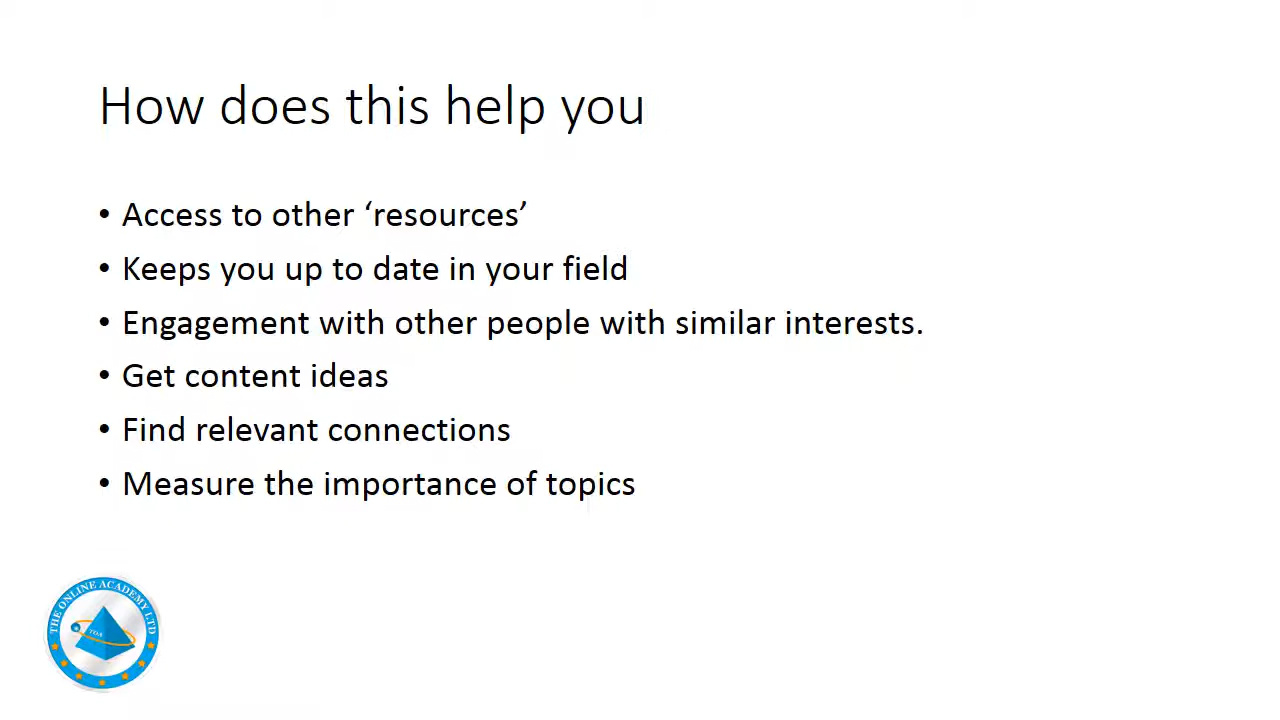 How does this help you
• Access to other ‘resources’
• Keeps you up to date in your field
• Engagement with other people with similar interests.
• Get content ideas
• Find relevant connections
• Measure the importance of topics
THE ONLINE ACADEMY LTD
TOA